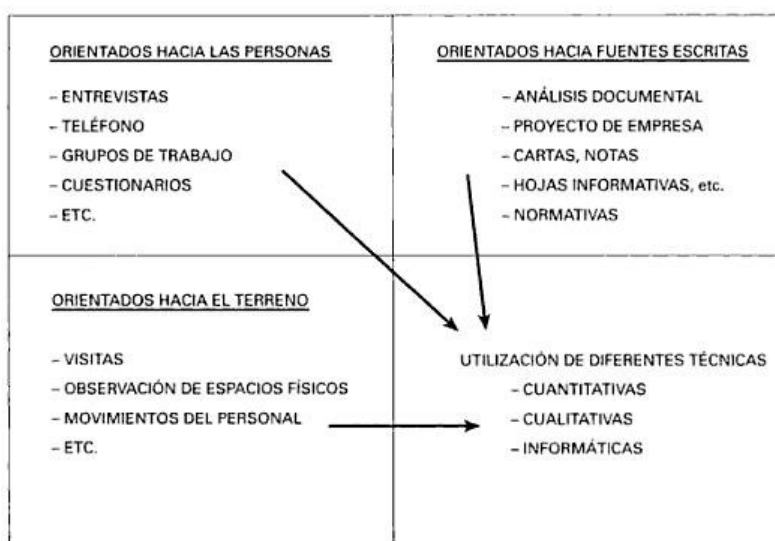 ORIENTADOS HACIA LAS PERSONAS
– ENTREVISTAS
– TELÉFONO
– GRUPOS DE TRABAJO
– CUESTIONARIOS
– ETC.
ORIENTADOS HACIA FUENTES ESCRITAS
– ANÁLISIS DOCUMENTAL
– PROYECTO DE EMPRESA
– CARTAS, NOTAS
– HOJAS INFORMATIVAS, etc.
– NORMATIVAS
ORIENTADOS HACIA EL TERRENO
– VISITAS
– OBSERVACIÓN DE ESPACIOS FÍSICOS
– MOVIMIENTOS DEL PERSONAL
– ETC.
UTILIZACIÓN DE DIFERENTES TÉCNICAS
– CUANTITATIVAS
– CUALITATIVAS
– INFORMÁTICAS